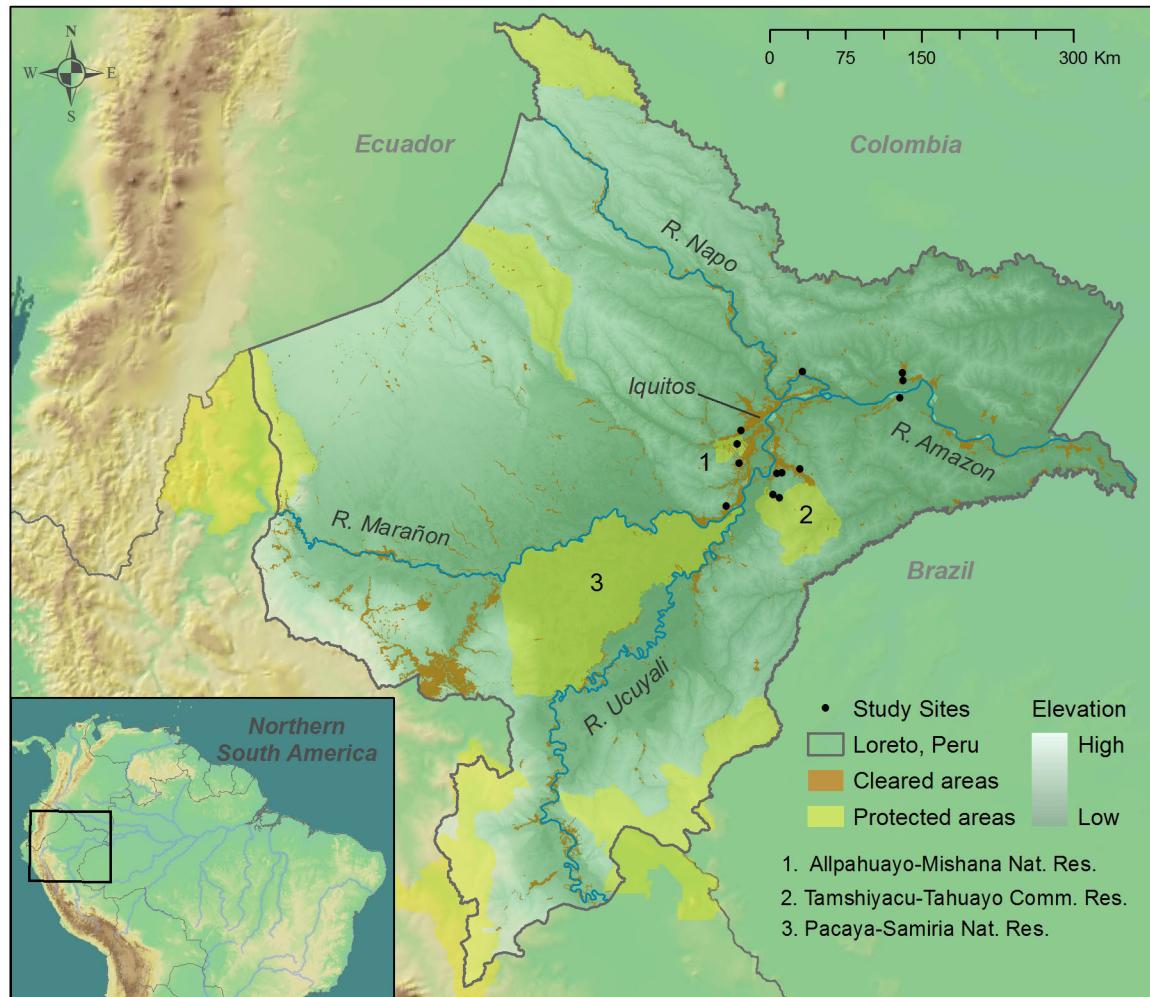 N
W E
S
0 75 150 300 Km
Ecuador
Colombia
R. Napo
Iquitos
R. Amazon
1
2
R. Marañon
3
Brazil
R. Ucuyali
Northern
South America
Study Sites
Loreto, Peru
Cleared areas
Protected areas
Elevation
High
Low
1. Allpahuayo-Mishana Nat. Res.
2. Tamshiyacu-Tahuayo Comm. Res.
3. Pacaya-Samiria Nat. Res.